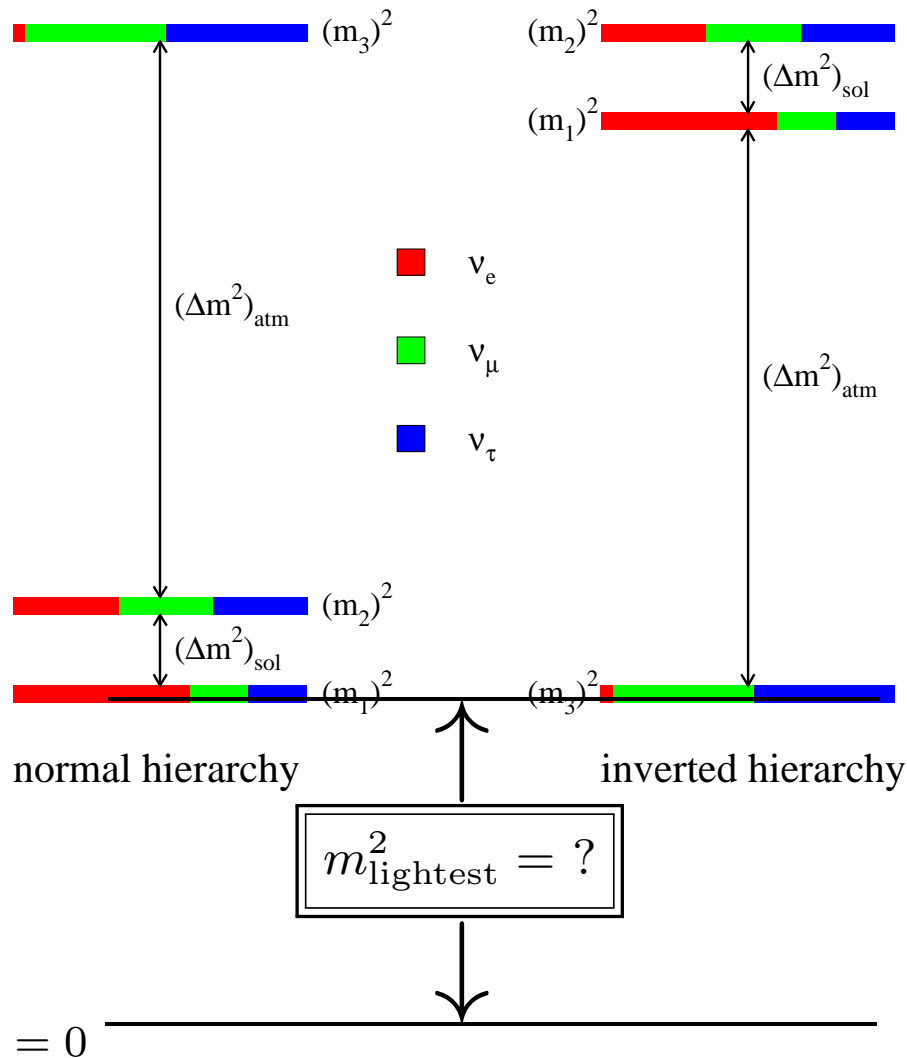 (m₃)² (m₂)²
(Δm²)sol
(m₁)²
νe
(Δm²)atm
νμ
(Δm²)atm
ντ
(m₂)²
(Δm²)sol
(m₁)² (m₃)²
normal hierarchy inverted hierarchy
m²lightest = ?
= 0